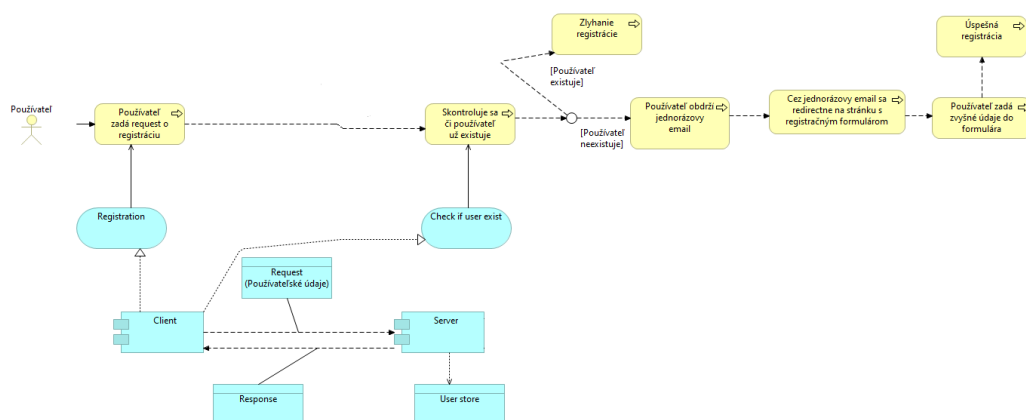 Zlyhanie
registrácie
Úspešná
registrácia
[Používateľ
existuje]
Používateľ
Používateľ
zadá request o
registráciu
Skontroluje sa
či používateľ
už existuje
[Používateľ
neexistuje]
Používateľ obdrží
jednorázovy
email
Cez jednorázovy email sa
redirectne na stránku s
registračným formulárom
Používateľ zadá
zvyšné údaje do
formulára
Registration
Check if user exist
Request
(Používateľské údaje)
Client
Server
Response
User store